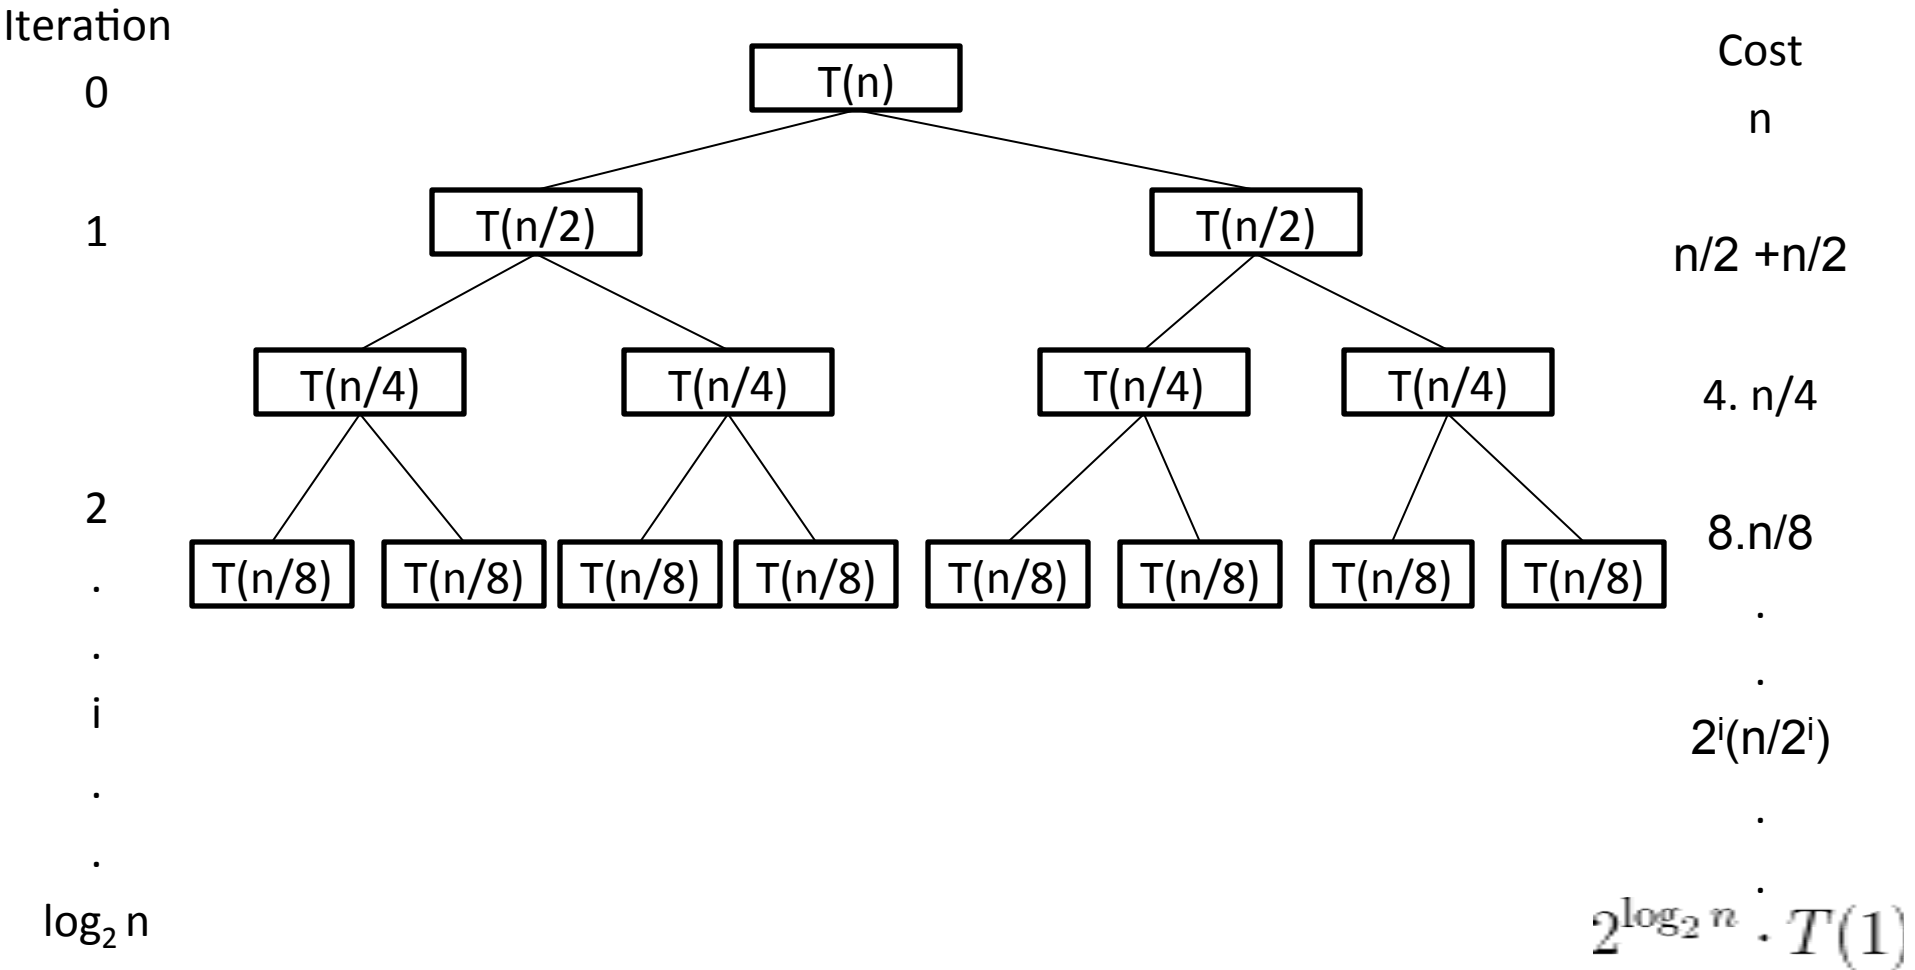 Iteration
Cost
0
T(n)
n
1
T(n/2) T(n/2)
n/2 +n/2
T(n/4) T(n/4) T(n/4) T(n/4)
4. n/4
2
8.n/8
T(n/8) T(n/8) T(n/8) T(n/8) T(n/8) T(n/8) T(n/8) T(n/8)
.
.
.
.
i
2ⁱ(n/2ⁱ)
.
.
.
.
log₂ n
2^{log₂ n} · T(1)